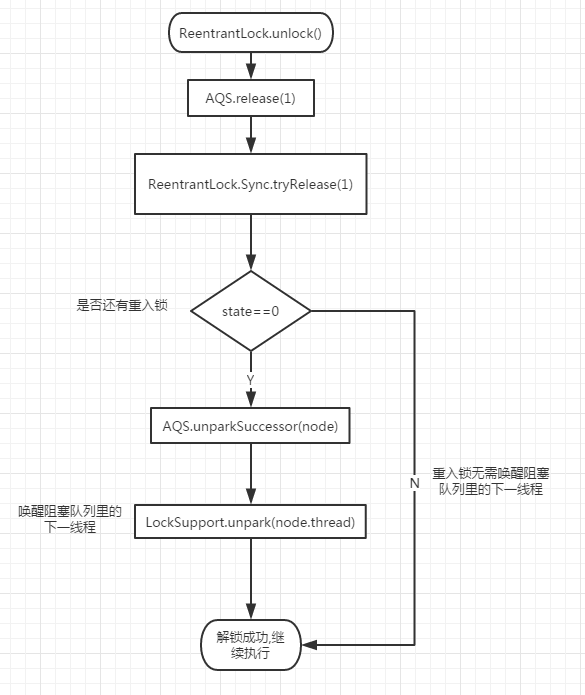 ReentrantLock.unlock()
AQS.release(1)
ReentrantLock.Sync.tryRelease(1)
是否还有重入锁
state==0
Y
AQS.unparkSuccessor(node)
N
重入锁无需唤醒阻塞
队列里的下一线程
唤醒阻塞队列里的
下一线程
LockSupport.unpark(node.thread)
解锁成功,继
续执行